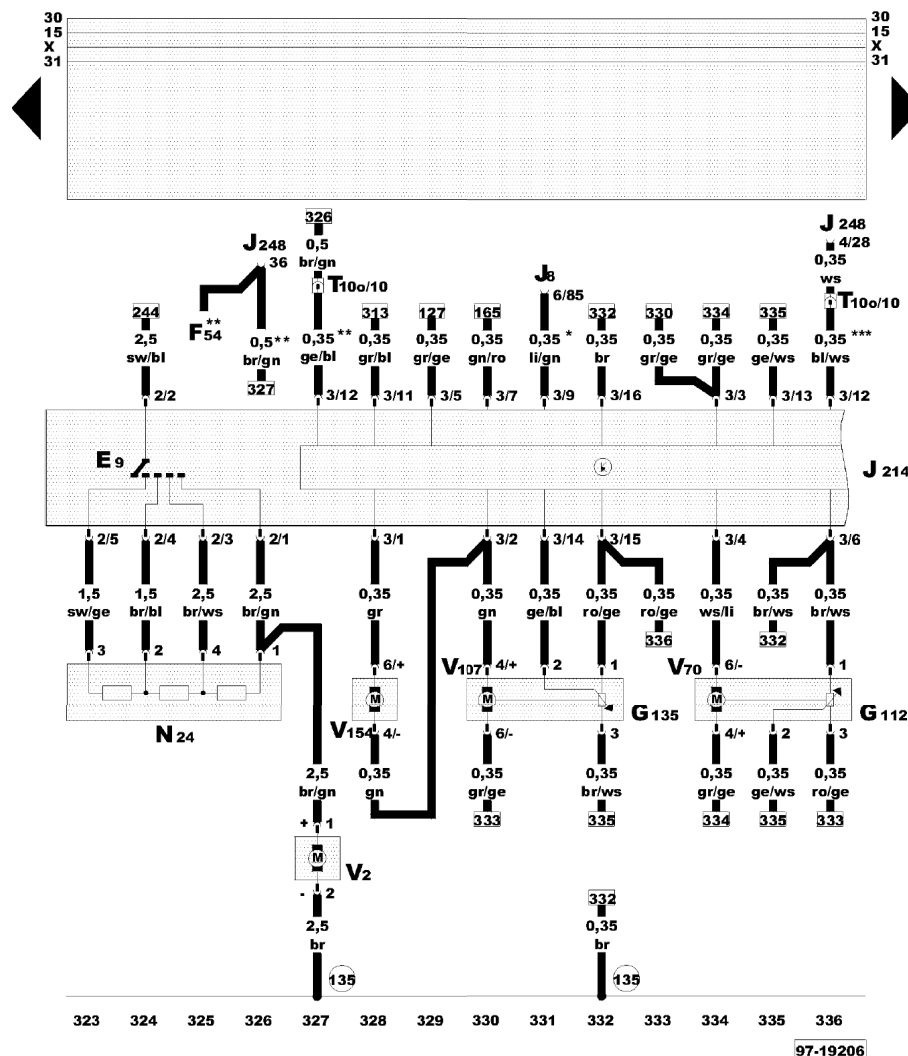 30 30
15 15
X X
31 31
326
J 248
0,5
J 248
36
br/gn
J8
4/28
T10o/10
6/85
0,35
ws
T10o/10
244 F54** 313 127 165 332 330 334 335
2,5 0,5** 0,35** 0,35 0,35 0,35 0,35* 0,35 0,35 0,35 0,35 0,35***
sw/bl br/gn ge/bl gr/bl gr/ge gn/ro li/gn br gr/ge gr/ge ge/ws bl/ws
327
2/2 3/12 3/11 3/5 3/7 3/9 3/16 3/3 3/13 3/12
E 9 J 214
2/5 2/4 2/3 2/1 3/1 3/2 3/14 3/15 3/4 3/6
1,5 1,5 2,5 2,5 0,35 0,35 0,35 0,35 0,35 0,35 0,35 0,35
sw/ge br/bl br/ws br/gn gr gn ge/bl ro/ge ro/ge ws/li br/ws br/ws
336 332
3 2 4 1 6/+ V107 4/+ 2 1 V70 6/- 1
M M M
N 24 V154 4/- G 135 G 112
6/- 3 4/+ 2 3
2,5 0,35 0,35 0,35 0,35 0,35 0,35
br/gn gn gr/ge br/ws gr/ge ge/ws ro/ge
333 335 334 335 333
+ 1
M V2
- 2
332
2,5 0,35
br br
135 135
323 324 325 326 327 328 329 330 331 332 333 334 335 336
97-19206